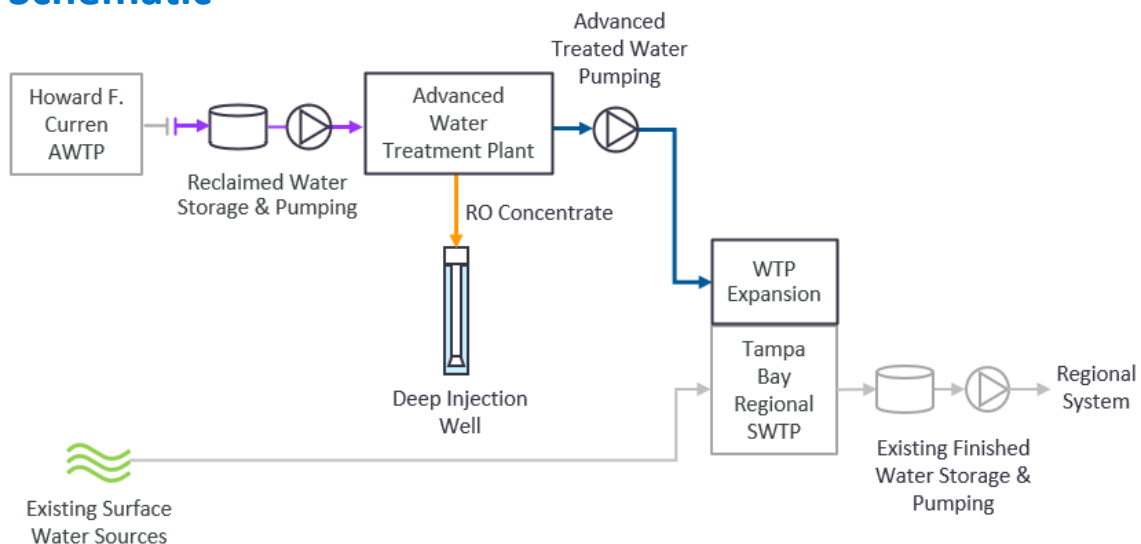 Schematic
Advanced
Treated Water
Pumping
Howard F.
Curren
AWTP
Advanced
Water
Treatment Plant
Reclaimed Water
Storage & Pumping
RO Concentrate
WTP
Expansion
Tampa
Bay
Regional
SWTP
Regional
System
Deep Injection
Well
Existing Finished
Water Storage &
Pumping
Existing Surface
Water Sources